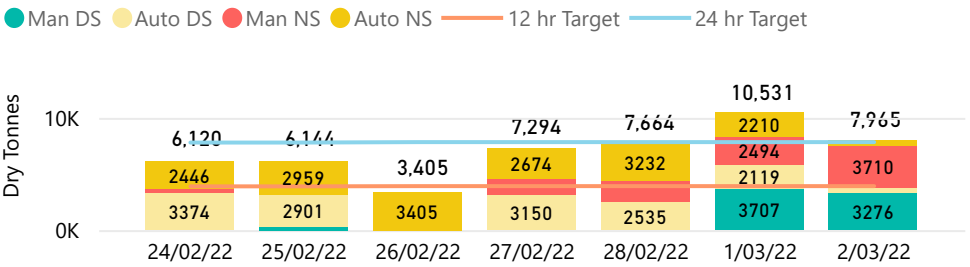 Man DS Auto DS Man NS Auto NS 12 hr Target 24 hr Target
Dry Tonnes
10K
0K
6,120 6,144 3,405 7,294 7,664 10,531 7,965
2446 2959 2674 3232 2210
2494 3710
2119
3374 2901 3405 3150 2535 3707 3276
24/02/22 25/02/22 26/02/22 27/02/22 28/02/22 1/03/22 2/03/22